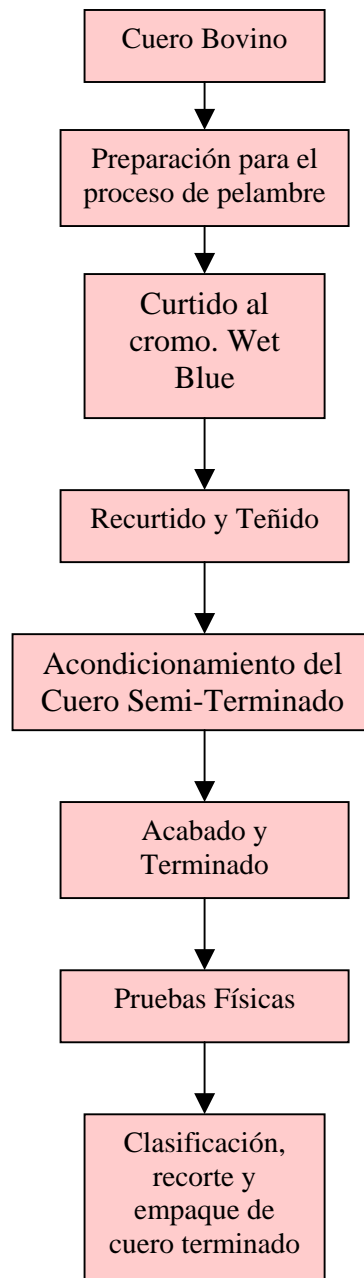 Cuero Bovino
Preparación para el
proceso de pelambre
Curtido al
cromo. Wet
Blue
Recurtido y Teñido
Acondicionamiento del
Cuero Semi-Terminado
Acabado y
Terminado
Pruebas Físicas
Clasificación,
recorte y
empaque de
cuero terminado